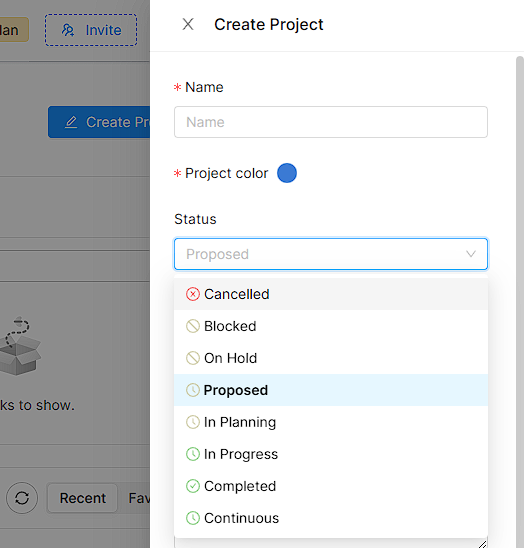 Create Project
lan
Invite
Name
Create Pr
Name
Project color
Status
Proposed
Cancelled
Blocked
On Hold
Proposed
ks to show.
In Planning
In Progress
Completed
Recent
Fav
Continuous